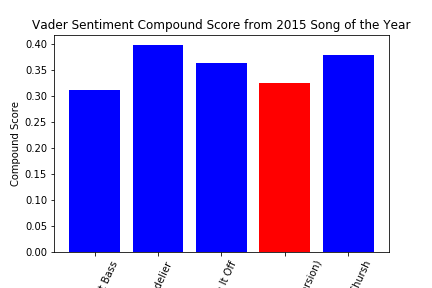 Vader Sentiment Compound Score from 2015 Song of the Year
Compound Score
0.40
0.35
0.30
0.25
0.20
0.15
0.10
0.05
0.00
t Bass
delier
It Off
ersion)
Chursh